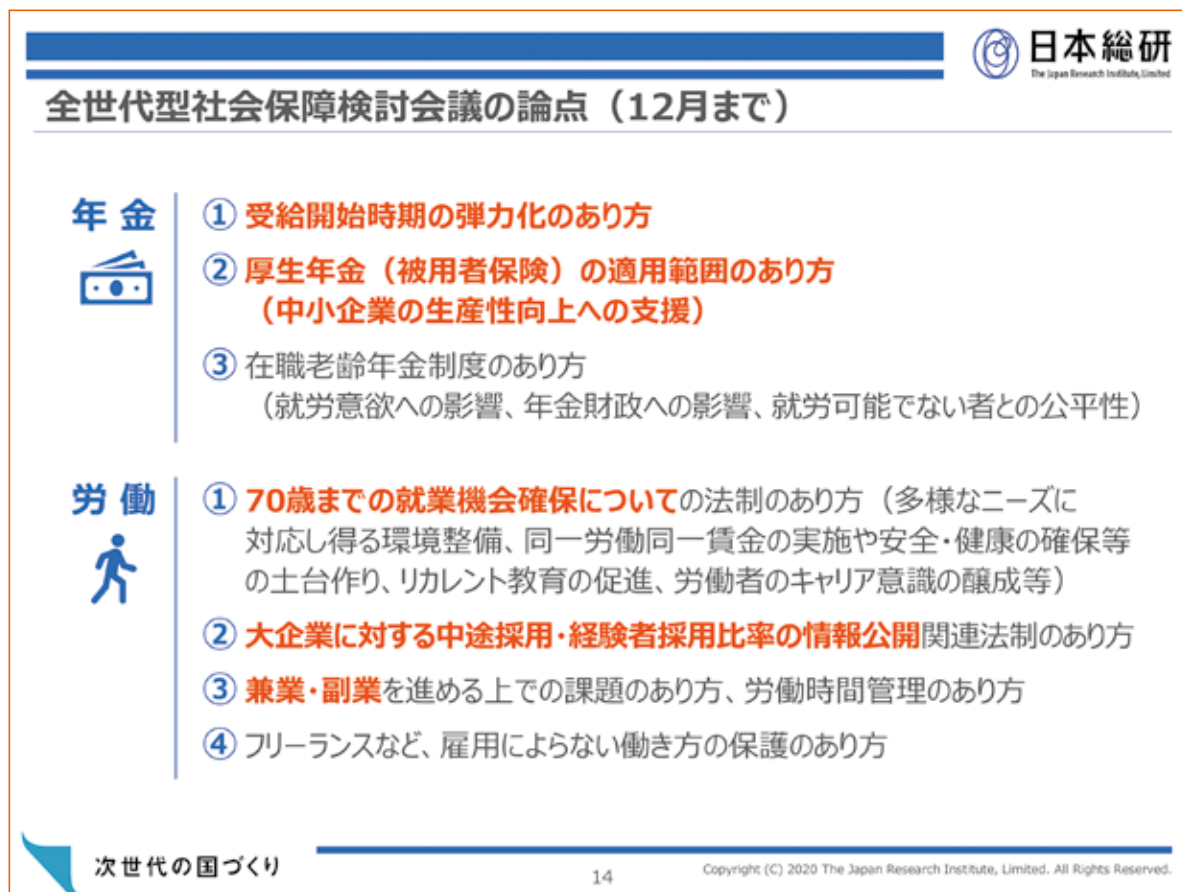 日本総研
The Japan Research Institute, Limited
全世代型社会保障検討会議の論点（12月まで）
年 金
① 受給開始時期の弾力化のあり方
② 厚生年金（被用者保険）の適用範囲のあり方
（中小企業の生産性向上への支援）
③ 在職老齢年金制度のあり方
（就労意欲への影響、年金財政への影響、就労可能でない者との公平性）
労 働
① 70歳までの就業機会確保についての法制のあり方（多様なニーズに
対応し得る環境整備、同一労働同一賃金の実施や安全・健康の確保等
の土台作り、リカレント教育の促進、労働者のキャリア意識の醸成等）
② 大企業に対する中途採用・経験者採用比率の情報公開関連法制のあり方
③ 兼業・副業を進める上での課題のあり方、労働時間管理のあり方
④ フリーランスなど、雇用によらない働き方の保護のあり方
次世代の国づくり
14
Copyright (C) 2020 The Japan Research Institute, Limited. All Rights Reserved.